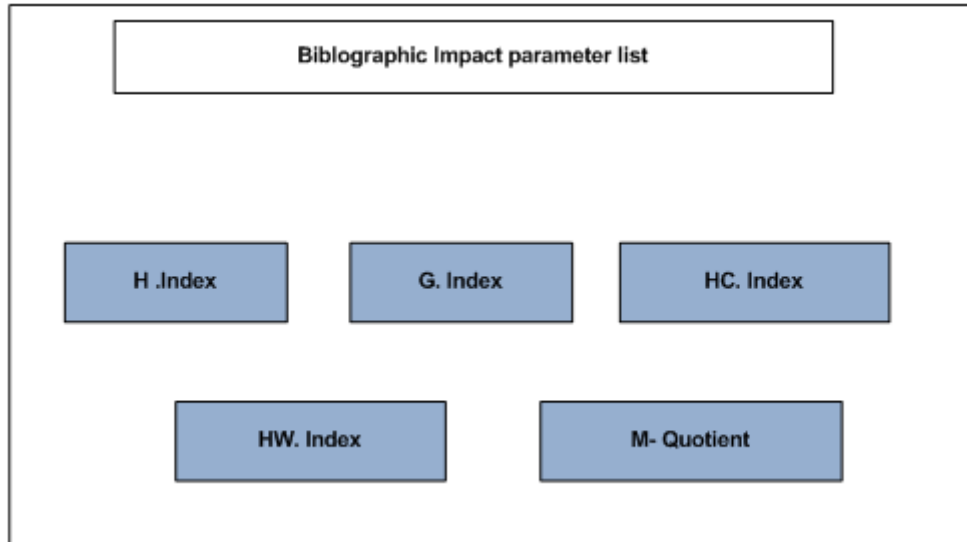 Biblographic Impact parameter list
H .Index
G. Index
HC. Index
HW. Index
M- Quotient